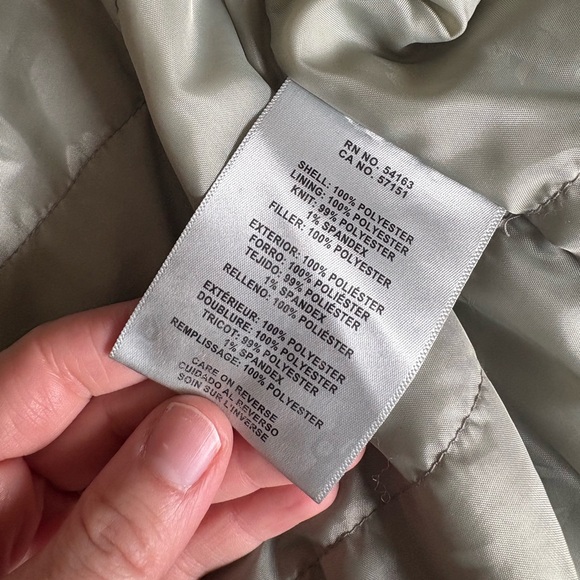 RN NO. 54163
CA NO. 57151
SHELL: 100% POLYESTER
LINING: 100% POLYESTER
KNIT: 99% POLYESTER
1% SPANDEX
FILLER: 100% POLYESTER
EXTERIOR: 100% POLIÉSTER
FORRO: 100% POLIÉSTER
TEJIDO: 99% POLIÉSTER
1% SPANDEX
RELLENO: 100% POLIÉSTER
EXTÉRIEUR: 100% POLYESTER
DOUBLURE: 100% POLYESTER
TRICOT: 99% POLYESTER
1% SPANDEX
REMPLISSAGE: 100% POLYESTER
CARE ON REVERSE
CUIDADO AL REVERSO
SOIN SUR L'INVERSE